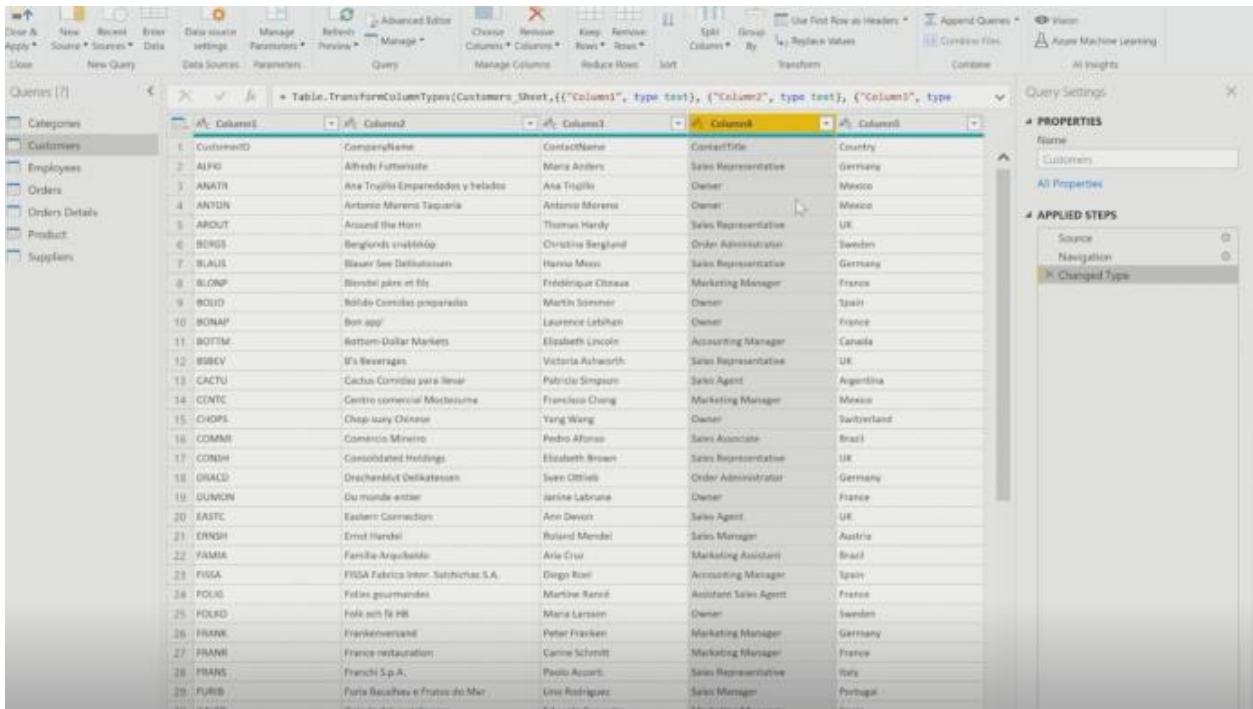 Close & Apply New Source Recent Sources Enter Data Data source settings Manage Parameters Refresh Preview Advanced Editor Manage Choose Columns Remove Columns Keep Rows Remove Rows Split Column Group By Use First Row as Headers Replace Values Append Queries Combine Files Vision Azure Machine Learning
Close New Query Data Sources Parameters Query Manage Columns Reduce Rows Sort Transform Combine AI Insights
Queries [7]
Categories
Customers
Employees
Orders
Orders Details
Product
Suppliers
= Table.TransformColumnTypes(Customers_Sheet,{{"Column1", type text}, {"Column2", type text}, {"Column3", type
Column1 Column2 Column3 Column4 Column5
1 CustomerID CompanyName ContactName ContactTitle Country
2 ALFKI Alfreds Futterkiste Maria Anders Sales Representative Germany
3 ANATR Ana Trujillo Emparedados y helados Ana Trujillo Owner Mexico
4 ANTON Antonio Moreno Taquería Antonio Moreno Owner Mexico
5 AROUT Around the Horn Thomas Hardy Sales Representative UK
6 BERGS Berglunds snabbköp Christina Berglund Order Administrator Sweden
7 BLAUS Blauer See Delikatessen Hanna Moos Sales Representative Germany
8 BLONP Blondel père et fils Frédérique Citeaux Marketing Manager France
9 BOLID Bólido Comidas preparadas Martín Sommer Owner Spain
10 BONAP Bon app' Laurence Lebihan Owner France
11 BOTTM Bottom-Dollar Markets Elizabeth Lincoln Accounting Manager Canada
12 BSBEV B's Beverages Victoria Ashworth Sales Representative UK
13 CACTU Cactus Comidas para llevar Patricio Simpson Sales Agent Argentina
14 CENTC Centro comercial Moctezuma Francisco Chang Marketing Manager Mexico
15 CHOPS Chop-suey Chinese Yang Wang Owner Switzerland
16 COMMI Comércio Mineiro Pedro Afonso Sales Associate Brazil
17 CONSH Consolidated Holdings Elizabeth Brown Sales Representative UK
18 DRACD Drachenblut Delikatessen Sven Ottlieb Order Administrator Germany
19 DUMON Du monde entier Janine Labrune Owner France
20 EASTC Eastern Connection Ann Devon Sales Agent UK
21 ERNSH Ernst Handel Roland Mendel Sales Manager Austria
22 FAMIA Familia Arquibaldo Aria Cruz Marketing Assistant Brazil
23 FISSA FISSA Fabrica Inter. Salchichas S.A. Diego Roel Accounting Manager Spain
24 FOLIG Folies gourmandes Martine Rancé Assistant Sales Agent France
25 FOLKO Folk och fä HB Maria Larsson Owner Sweden
26 FRANK Frankenversand Peter Franken Marketing Manager Germany
27 FRANR France restauration Carine Schmitt Marketing Manager France
28 FRANS Franchi S.p.A. Paolo Accorti Sales Representative Italy
29 FURIB Furia Bacalhau e Frutos do Mar Lino Rodriguez Sales Manager Portugal
Query Settings
PROPERTIES
Name
Customers
All Properties
APPLIED STEPS
Source
Navigation
Changed Type